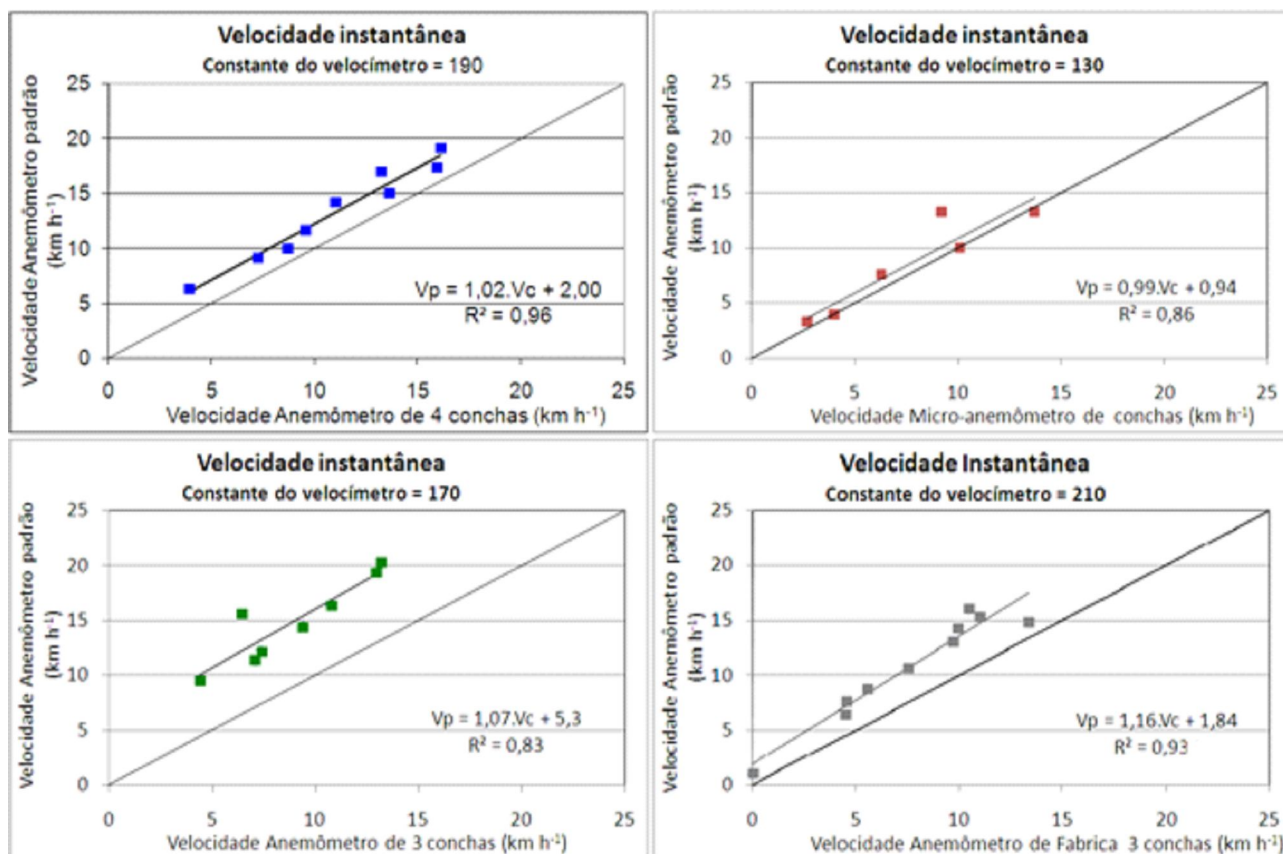 Velocidade instantânea
Constante do velocímetro = 190
Velocidade Anemômetro padrão
(km h⁻¹)
25
20
15
10
5
0
Vp = 1,02.Vc + 2,00
R² = 0,96
0 5 10 15 20 25
Velocidade Anemômetro de 4 conchas (km h⁻¹)
Velocidade instantânea
Constante do velocímetro = 130
Velocidade Anemômetro padrão
(km h⁻¹)
25
20
15
10
5
0
Vp = 0,99.Vc + 0,94
R² = 0,86
0 5 10 15 20 25
Velocidade Micro-anemômetro de conchas (km h⁻¹)
Velocidade instantânea
Constante do velocímetro = 170
Velocidade Anemômetro padrão
(km h⁻¹)
25
20
15
10
5
0
Vp = 1,07.Vc + 5,3
R² = 0,83
0 5 10 15 20 25
Velocidade Anemômetro de 3 conchas (km h⁻¹)
Velocidade Instantânea
Constante do velocímetro = 210
Velocidade Anemômetro padrão
(km h⁻¹)
25
20
15
10
5
0
Vp = 1,16.Vc + 1,84
R² = 0,93
0 5 10 15 20 25
Velocidade Anemômetro de Fabrica 3 conchas (km h⁻¹)